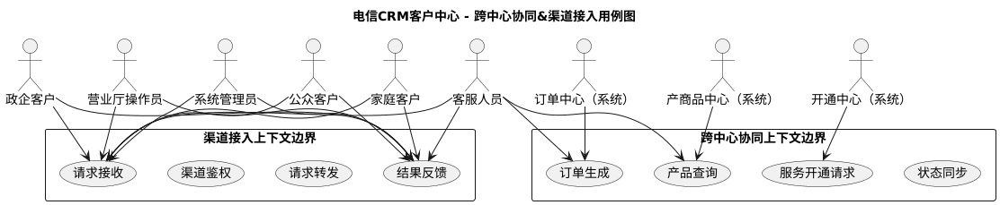 电信CRM客户中心 - 跨中心协同&渠道接入用例图
政企客户
营业厅操作员
系统管理员
公众客户
家庭客户
客服人员
订单中心（系统）
产商品中心（系统）
开通中心（系统）
渠道接入上下文边界
跨中心协同上下文边界
请求接收
渠道鉴权
请求转发
结果反馈
订单生成
产品查询
服务开通请求
状态同步